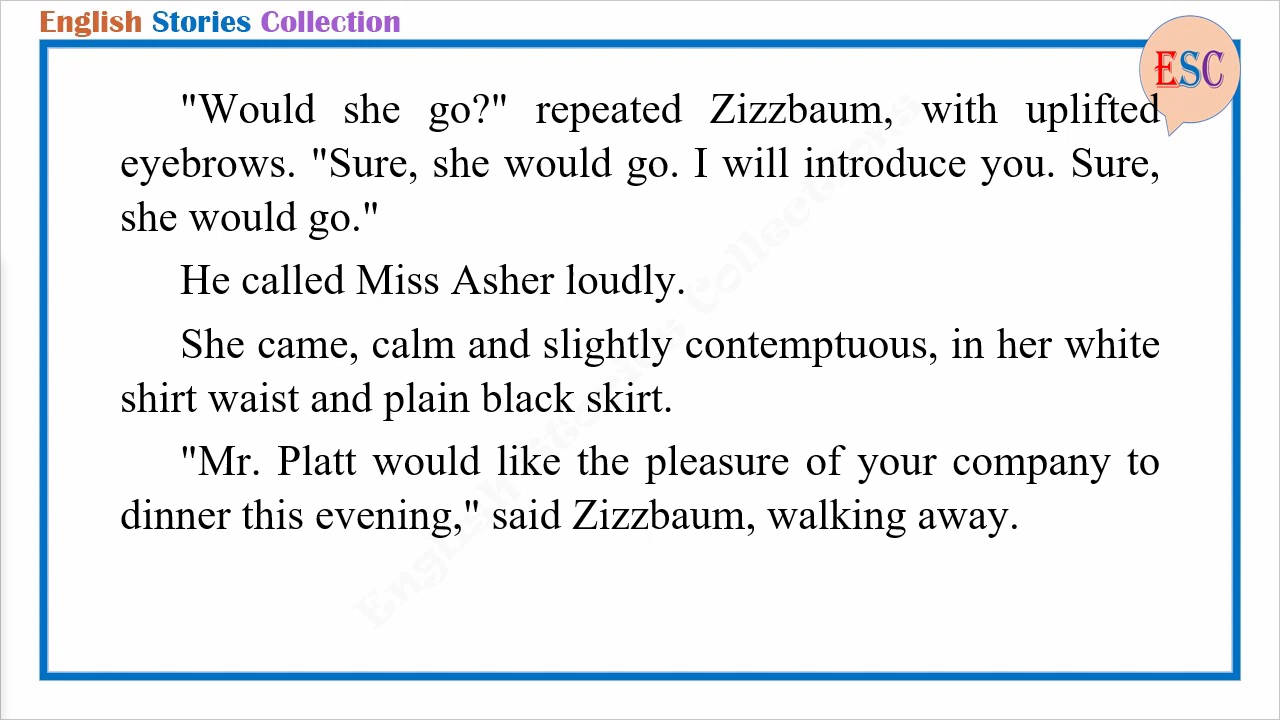 English Stories Collection
ESC
"Would she go?" repeated Zizzbaum, with uplifted
eyebrows. "Sure, she would go. I will introduce you. Sure,
she would go."
He called Miss Asher loudly.
She came, calm and slightly contemptuous, in her white
shirt waist and plain black skirt.
"Mr. Platt would like the pleasure of your company to
dinner this evening," said Zizzbaum, walking away.
English Stories Collections